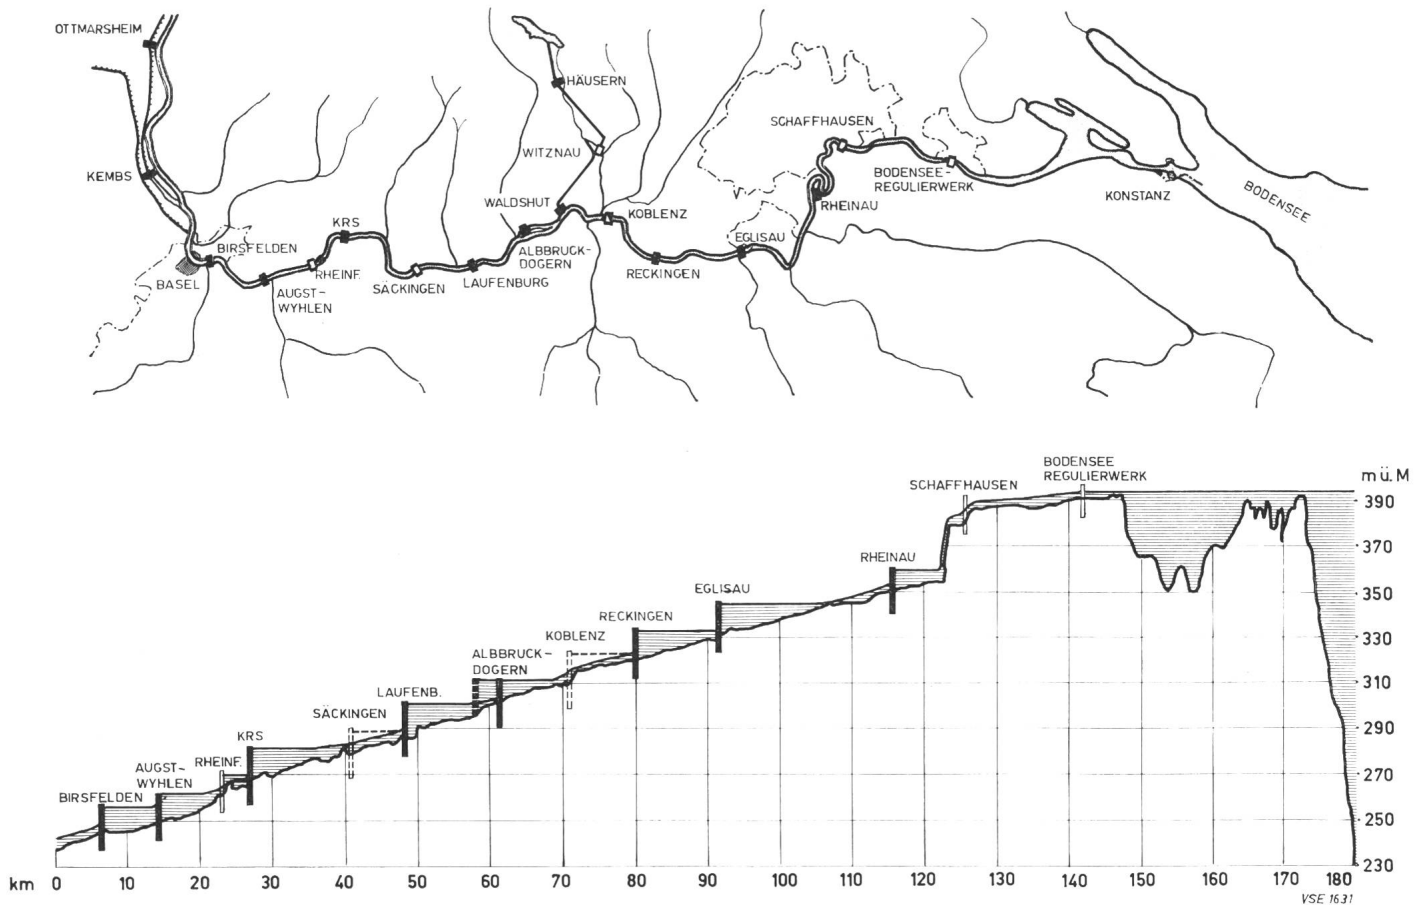 OTTMARSHEIM
KEMBS
BASEL
BIRSFELDEN
AUGST-
WYHLEN
RHEINF.
KRS
SÄCKINGEN
LAUFENBURG
ALBBRUCK-
DOGERN
WALDSHUT
WITZNAU
HÄUSERN
KOBLENZ
RECKINGEN
EGLISAU
RHEINAU
SCHAFFHAUSEN
BODENSEE-
REGULIERWERK
KONSTANZ
BODENSEE
BIRSFELDEN
AUGST-
WYHLEN
RHEINF.
KRS
SÄCKINGEN
LAUFENB.
ALBBRUCK-
DOGERN
KOBLENZ
RECKINGEN
EGLISAU
RHEINAU
SCHAFFHAUSEN
BODENSEE
REGULIERWERK
m ü. M
390
370
350
330
310
290
270
250
230
km 0 10 20 30 40 50 60 70 80 90 100 110 120 130 140 150 160 170 180
VSE 1631